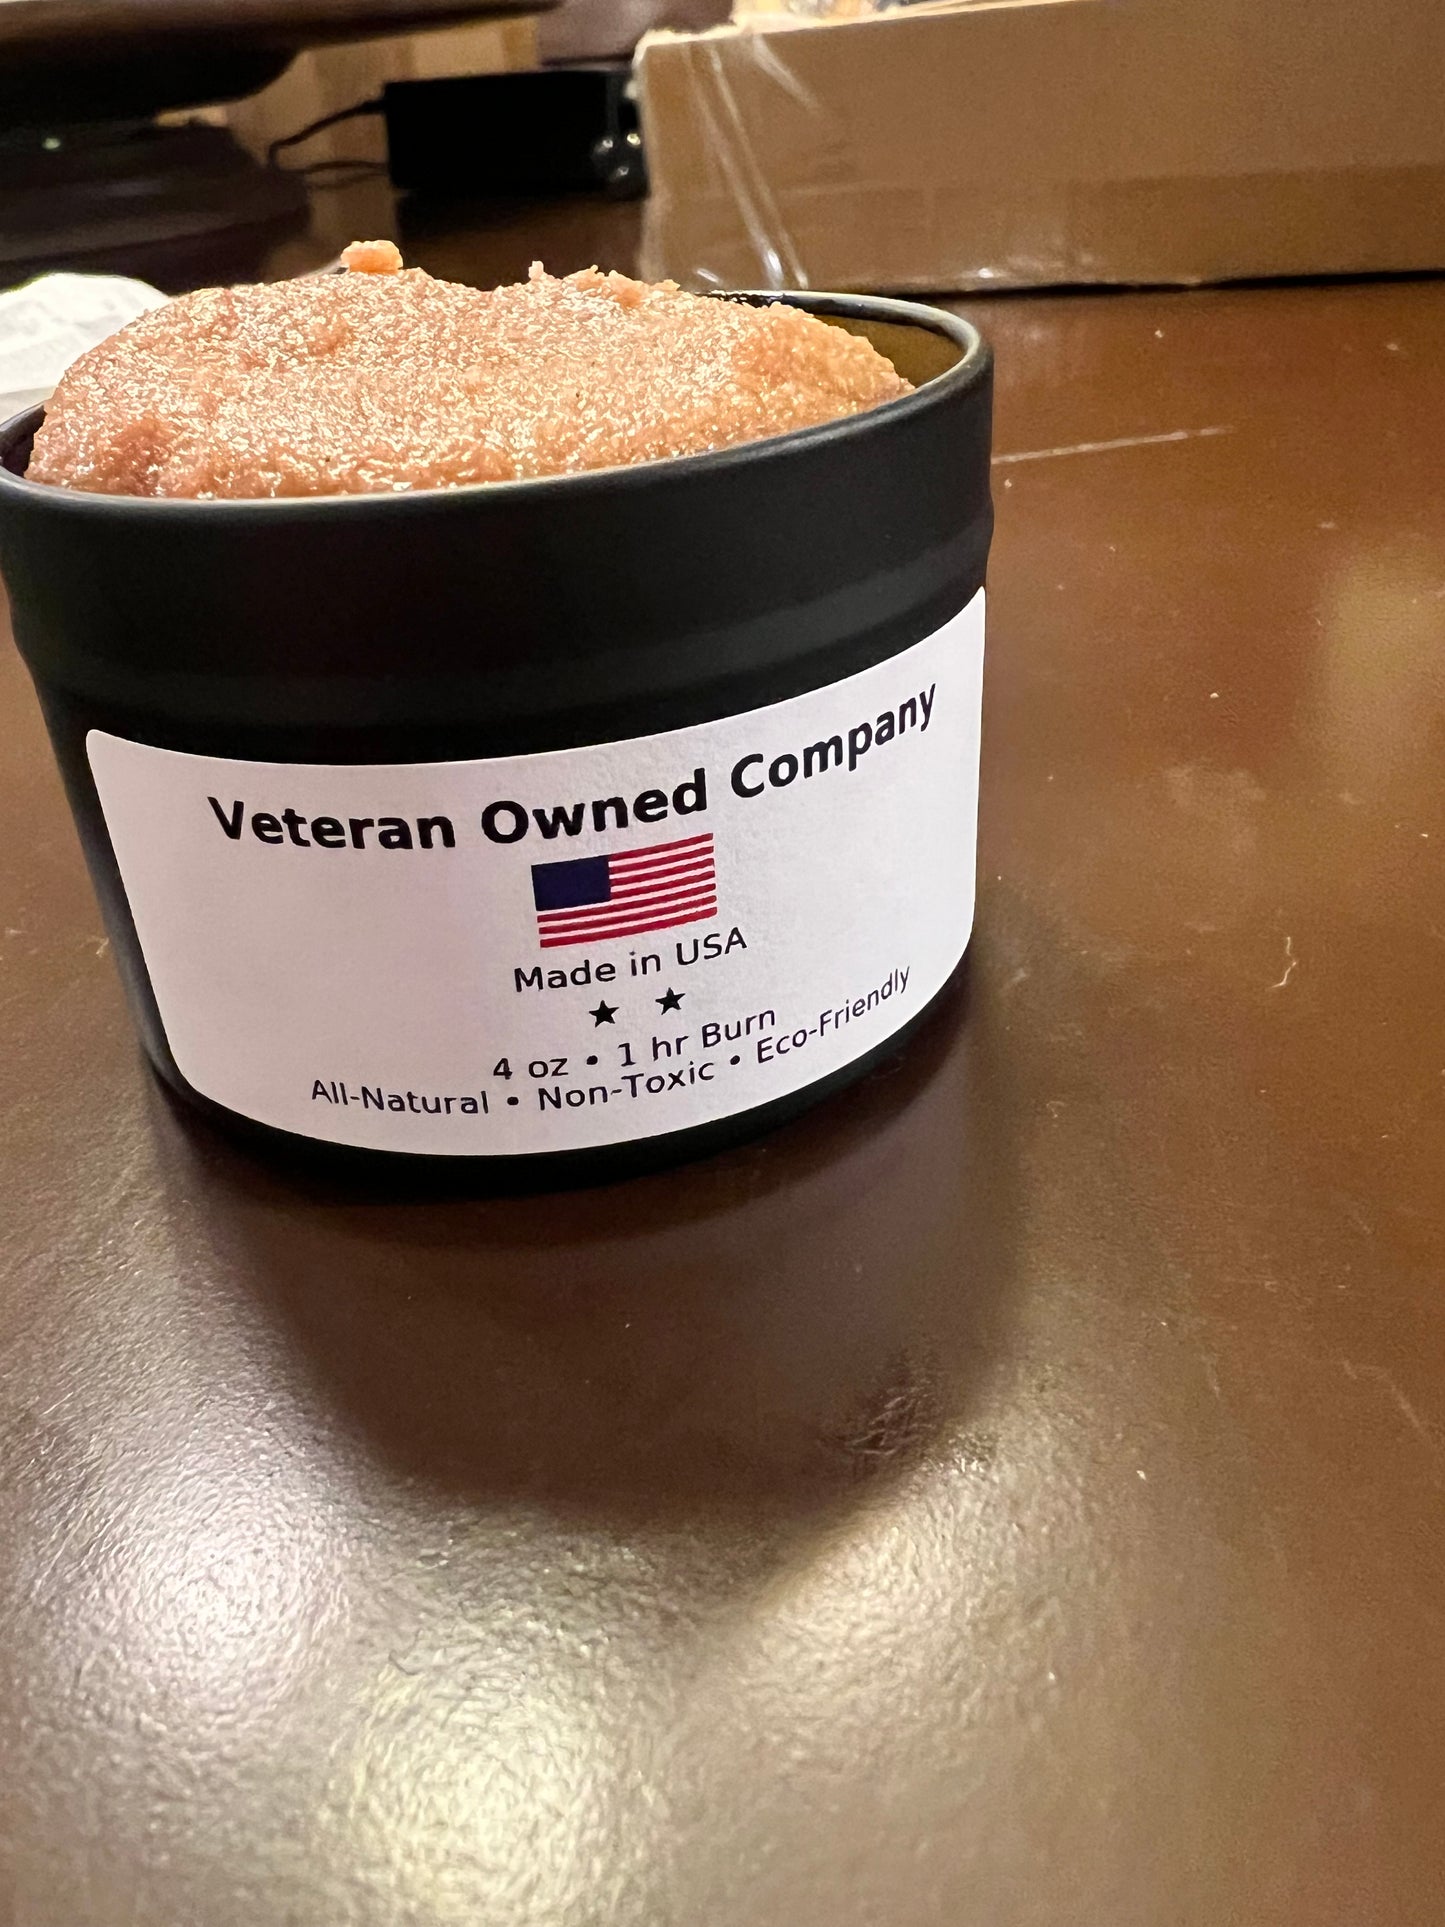 Veteran Owned Company
Made in USA
★ ★
4 oz • 1 hr Burn
All-Natural • Non-Toxic • Eco-Friendly